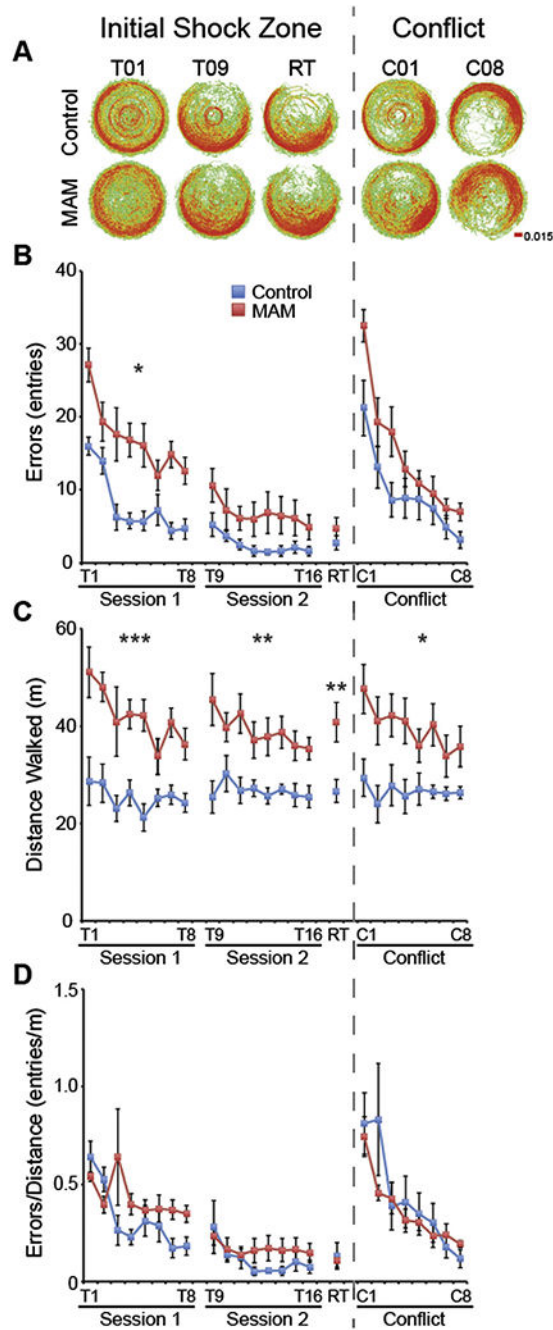 Initial Shock Zone Conflict
A
T01 T09 RT C01 C08
Control
MAM
0.015
B
Errors (entries)
40
30
20
10
0
Control
MAM
*
T1 T8 T9 T16 RT C1 C8
Session 1 Session 2 Conflict
C
Distance Walked (m)
60
40
20
0
*** ** ** *
T1 T8 T9 T16 RT C1 C8
Session 1 Session 2 Conflict
D
Errors/Distance (entries/m)
1.5
1.0
0.5
0
T1 T8 T9 T16 RT C1 C8
Session 1 Session 2 Conflict